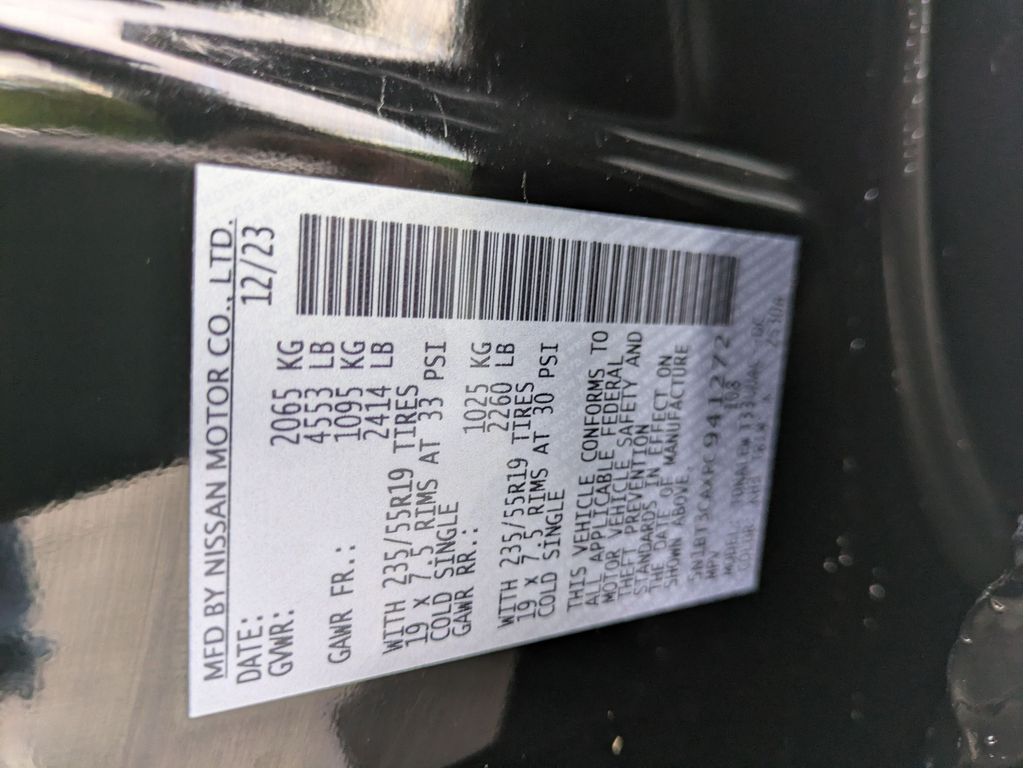 MFD BY NISSAN MOTOR CO., LTD.
DATE: 12/23
GVWR: 2065 KG
4553 LB
GAWR FR.: 1095 KG
2414 LB
WITH 235/55R19 TIRES
19 X 7.5 RIMS AT 33 PSI
COLD SINGLE
GAWR RR.: 1025 KG
2260 LB
WITH 235/55R19 TIRES
19 X 7.5 RIMS AT 30 PSI
COLD SINGLE
THIS VEHICLE CONFORMS TO
ALL APPLICABLE FEDERAL
MOTOR VEHICLE SAFETY AND
THEFT PREVENTION
STANDARDS IN EFFECT ON
THE DATE OF MANUFACTURE
SHOWN ABOVE.
MPV 108
MODEL:
COLOR